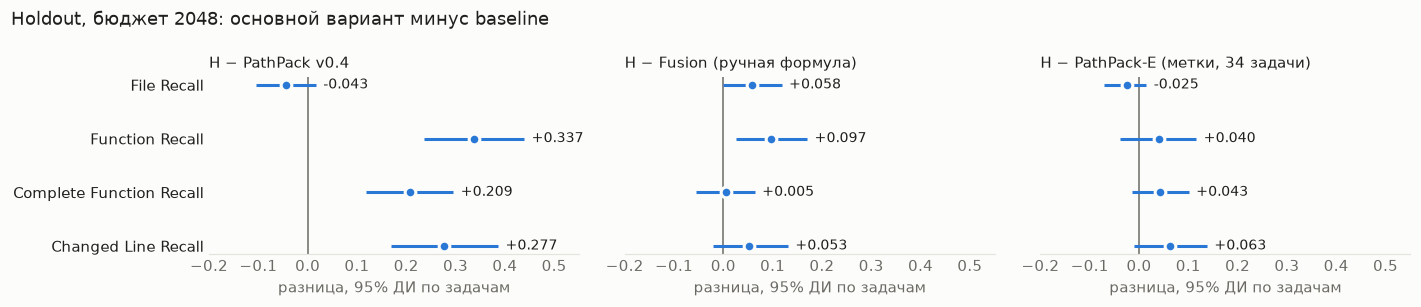 Holdout, бюджет 2048: основной вариант минус baseline
H − PathPack v0.4
H − Fusion (ручная формула)
H − PathPack-E (метки, 34 задачи)
File Recall
-0.043
+0.058
-0.025
Function Recall
+0.337
+0.097
+0.040
Complete Function Recall
+0.209
+0.005
+0.043
Changed Line Recall
+0.277
+0.053
+0.063
−0.2 −0.1 0.0 0.1 0.2 0.3 0.4 0.5
−0.2 −0.1 0.0 0.1 0.2 0.3 0.4 0.5
−0.2 −0.1 0.0 0.1 0.2 0.3 0.4 0.5
разница, 95% ДИ по задачам
разница, 95% ДИ по задачам
разница, 95% ДИ по задачам